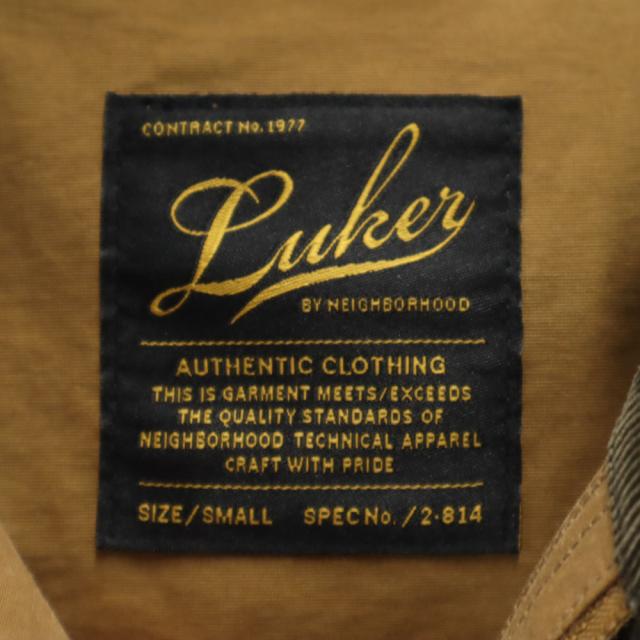 CONTRACT No. 1977
Luker
BY NEIGHBORHOOD
AUTHENTIC CLOTHING
THIS IS GARMENT MEETS/EXCEEDS
THE QUALITY STANDARDS OF
NEIGHBORHOOD TECHNICAL APPAREL
CRAFT WITH PRIDE
SIZE/SMALL SPEC No. /2-814